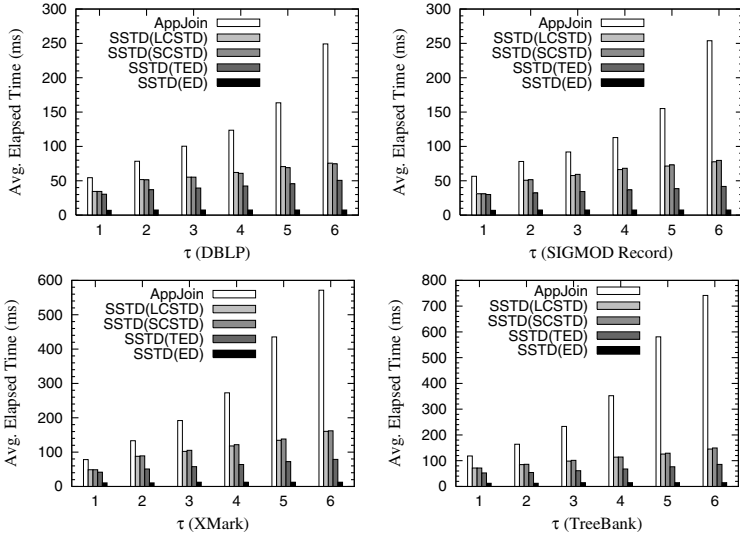 Avg. Elapsed Time (ms)
300
250
200
150
100
50
0
AppJoin
SSTD(LCSTD)
SSTD(SCSTD)
SSTD(TED)
SSTD(ED)
1 2 3 4 5 6
τ (DBLP)
Avg. Elapsed Time (ms)
300
250
200
150
100
50
0
AppJoin
SSTD(LCSTD)
SSTD(SCSTD)
SSTD(TED)
SSTD(ED)
1 2 3 4 5 6
τ (SIGMOD Record)
Avg. Elapsed Time (ms)
600
500
400
300
200
100
0
AppJoin
SSTD(LCSTD)
SSTD(SCSTD)
SSTD(TED)
SSTD(ED)
1 2 3 4 5 6
τ (XMark)
Avg. Elapsed Time (ms)
800
700
600
500
400
300
200
100
0
AppJoin
SSTD(LCSTD)
SSTD(SCSTD)
SSTD(TED)
SSTD(ED)
1 2 3 4 5 6
τ (TreeBank)